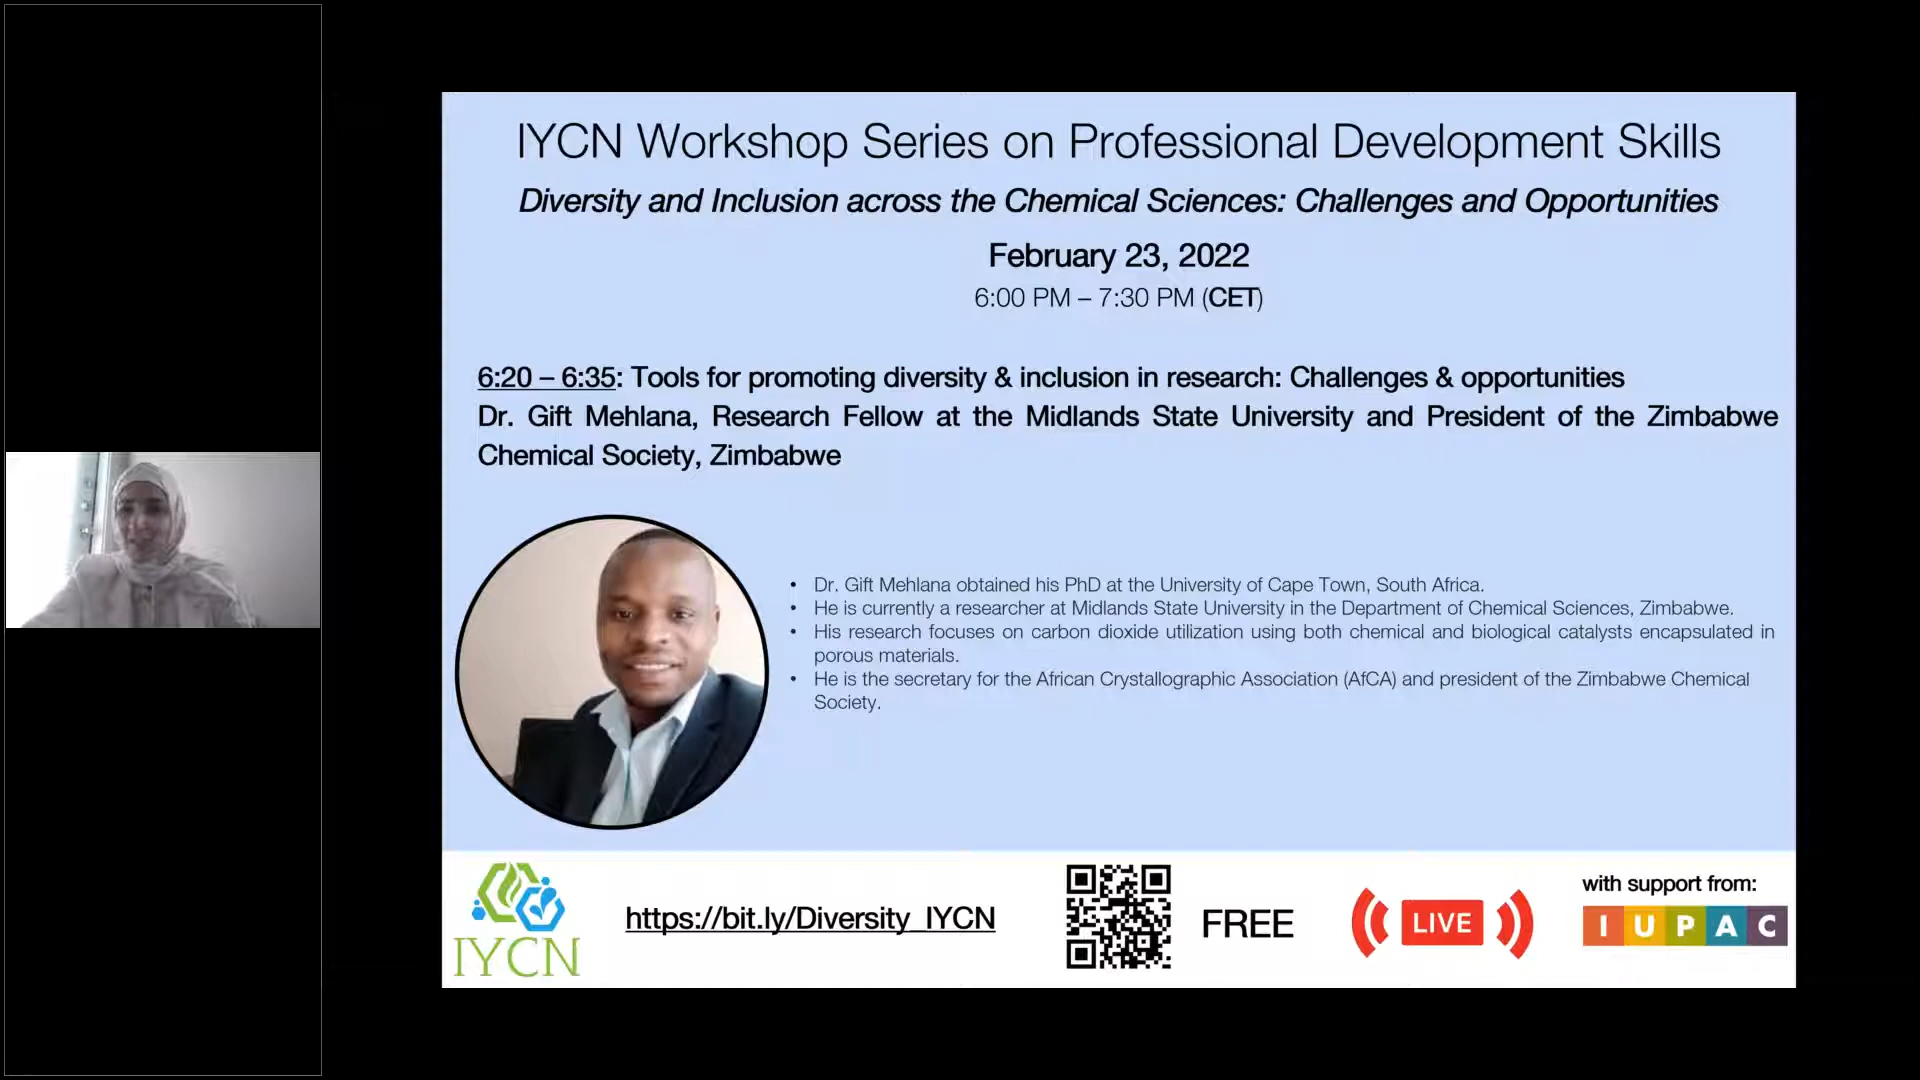 IYCN Workshop Series on Professional Development Skills
Diversity and Inclusion across the Chemical Sciences: Challenges and Opportunities
February 23, 2022
6:00 PM – 7:30 PM (CET)
6:20 – 6:35: Tools for promoting diversity & inclusion in research: Challenges & opportunities
Dr. Gift Mehlana, Research Fellow at the Midlands State University and President of the Zimbabwe
Chemical Society, Zimbabwe
• Dr. Gift Mehlana obtained his PhD at the University of Cape Town, South Africa.
• He is currently a researcher at Midlands State University in the Department of Chemical Sciences, Zimbabwe.
• His research focuses on carbon dioxide utilization using both chemical and biological catalysts encapsulated in
porous materials.
• He is the secretary for the African Crystallographic Association (AfCA) and president of the Zimbabwe Chemical
Society.
IYCN
https://bit.ly/Diversity_IYCN
FREE
LIVE
with support from:
IUPAC